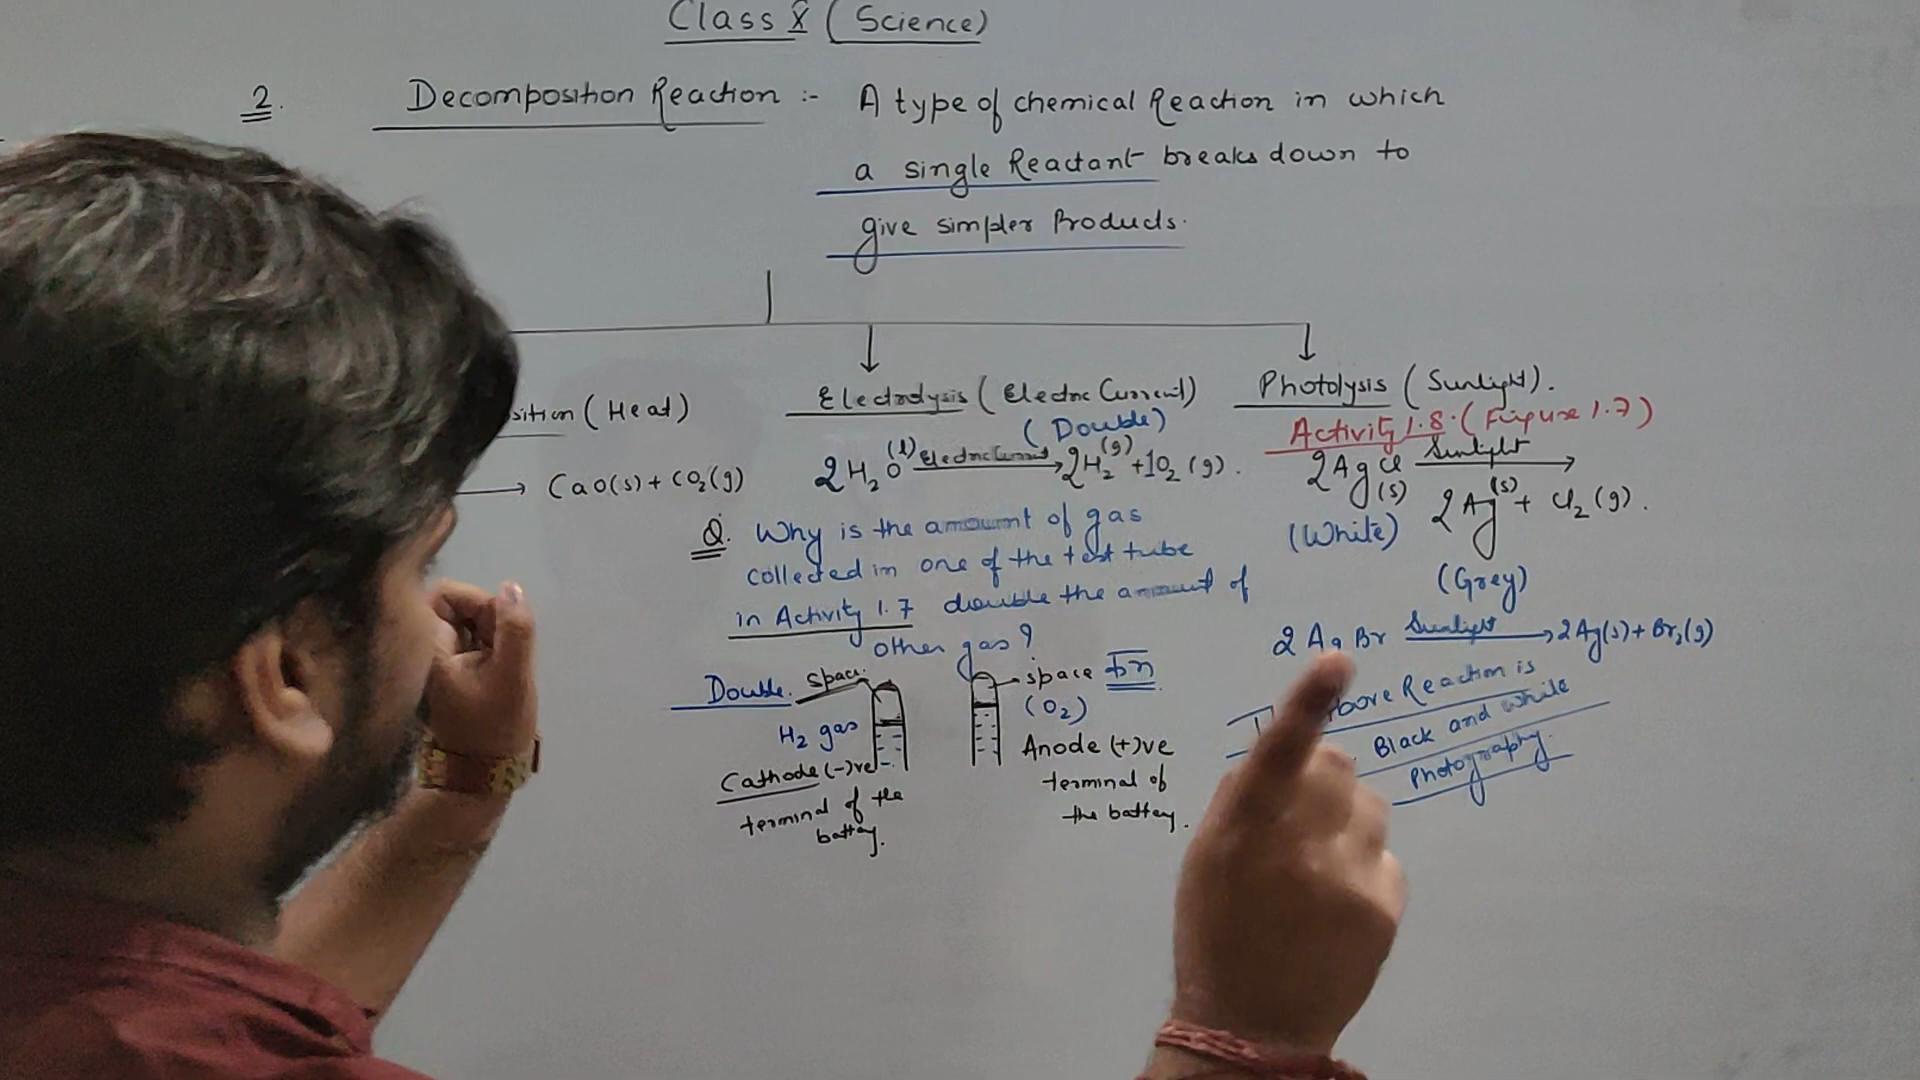 Class X (Science)
2. Decomposition Reaction :- A type of chemical Reaction in which
a single Reactant breaks down to
give simpler Products.
sition (Heat)
→ CaO(s) + CO₂(g)
Electrolysis (Electric Current)
(Double)
2H₂O (l) Electric Current → 2H₂ (g) + 1O₂ (g).
Q. Why is the amount of gas
collected in one of the test tube
in Activity 1.7 double the amount of
other gas?
Double. space
H₂ gas
Cathode (-)ve
terminal of the
battery.
space
(O₂)
Anode (+)ve
terminal of
the battery.
Photolysis (Sunlight).
Activity 1.8. (Figure 1.7)
2AgCl (s) Sunlight →
2Ag (s) + Cl₂ (g).
(White)
(Grey)
2AgBr Sunlight → 2Ag(s) + Br₂(g)
bove Reaction is
Black and White
Photography.